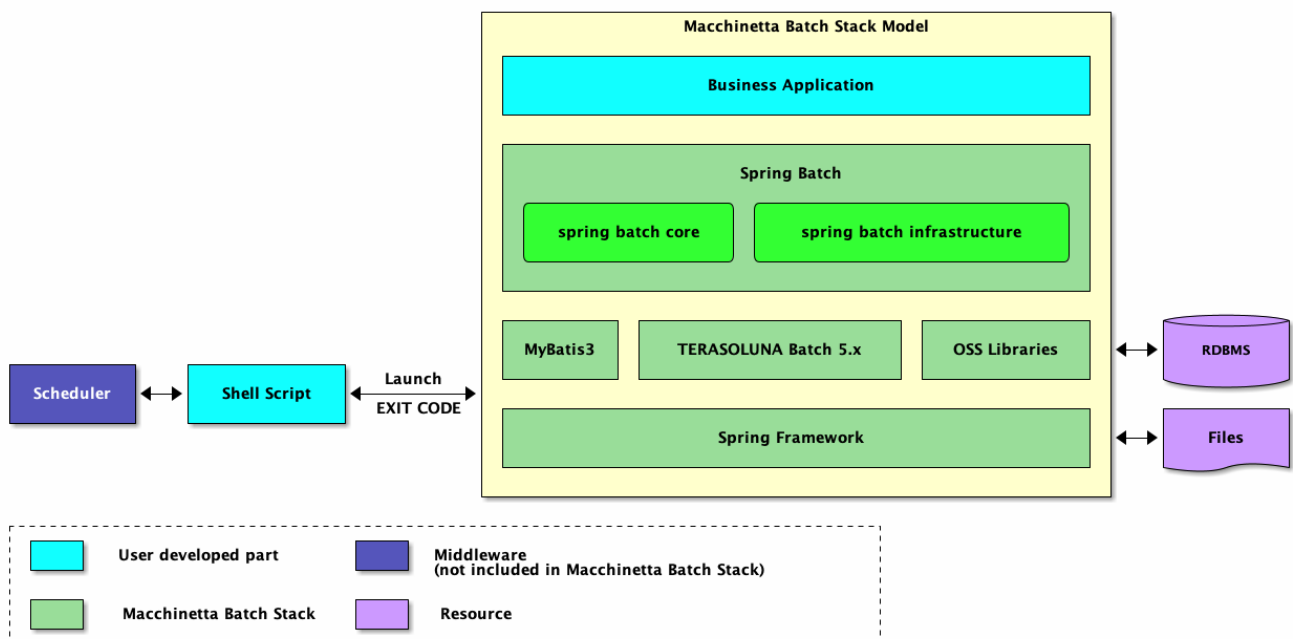 Macchinetta Batch Stack Model
Business Application
Spring Batch
spring batch core
spring batch infrastructure
MyBatis3
TERASOLUNA Batch 5.x
OSS Libraries
RDBMS
Scheduler
Shell Script
Launch
EXIT CODE
Spring Framework
Files
User developed part
Middleware
(not included in Macchinetta Batch Stack)
Macchinetta Batch Stack
Resource